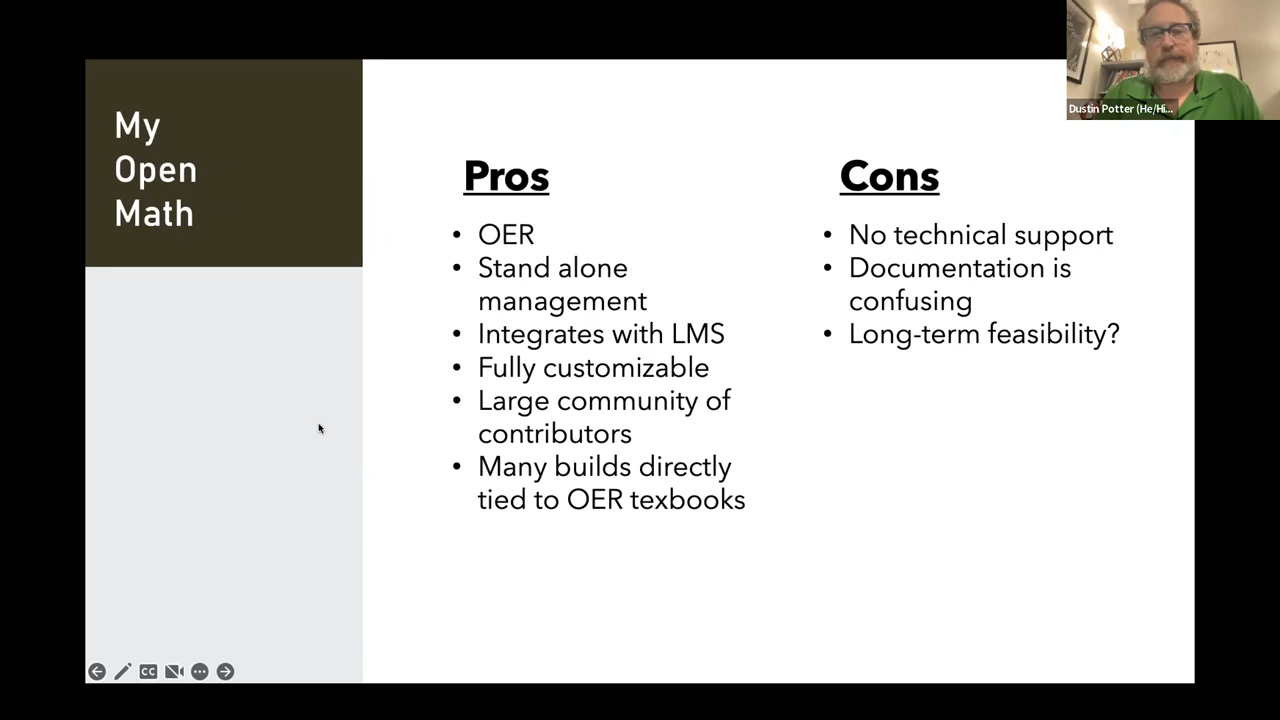 My
Open
Math
Pros
• OER
• Stand alone
management
• Integrates with LMS
• Fully customizable
• Large community of
contributors
• Many builds directly
tied to OER texbooks
Cons
• No technical support
• Documentation is
confusing
• Long-term feasibility?
Dustin Potter (He/Hi...
CC